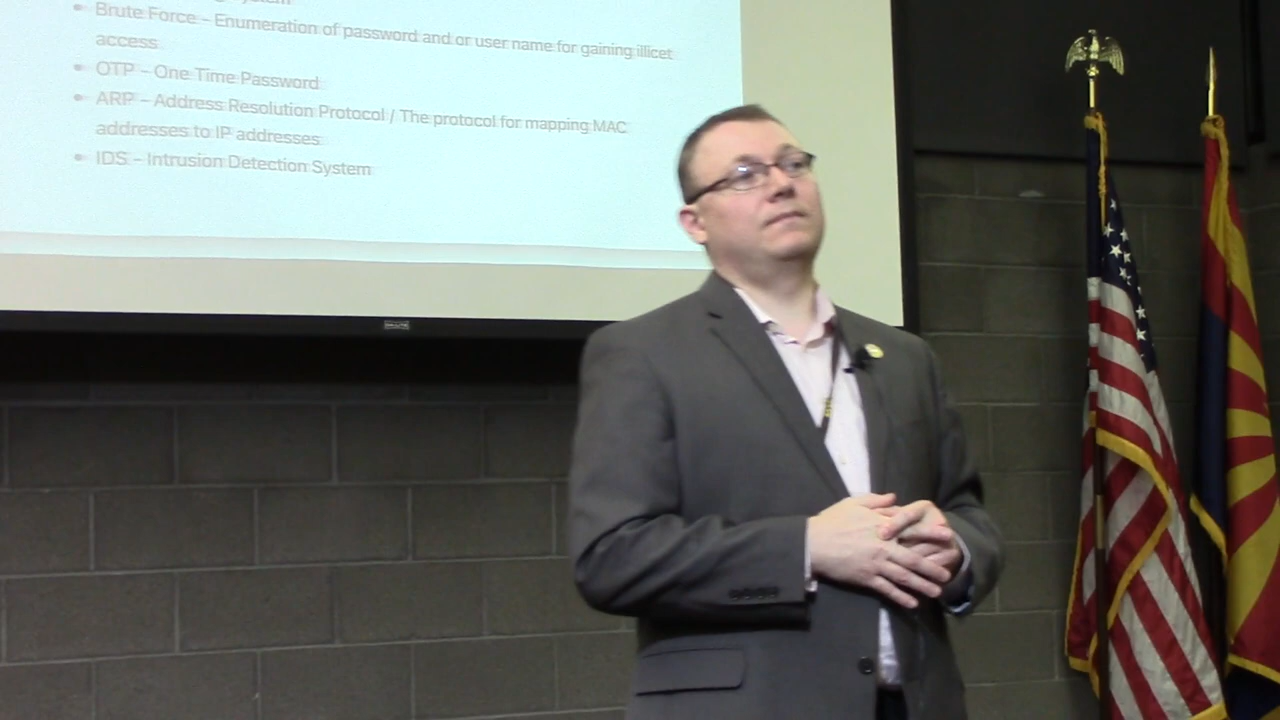 • Brute Force – Enumeration of password and or user name for gaining illicet
access
• OTP – One Time Password
• ARP – Address Resolution Protocol / The protocol for mapping MAC
addresses to IP addresses
• IDS – Intrusion Detection System